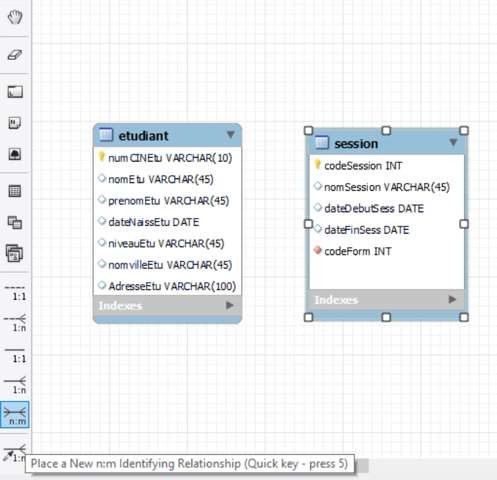 etudiant
numCINEtu VARCHAR(10)
nomEtu VARCHAR(45)
prenomEtu VARCHAR(45)
dateNaissEtu DATE
niveauEtu VARCHAR(45)
nomvilleEtu VARCHAR(45)
AdresseEtu VARCHAR(100)
Indexes
session
codeSession INT
nomSession VARCHAR(45)
dateDebutSess DATE
dateFinSess DATE
codeForm INT
Indexes
1:1
1:n
1:1
1:n
n:m
1:n
Place a New n:m Identifying Relationship (Quick key - press 5)